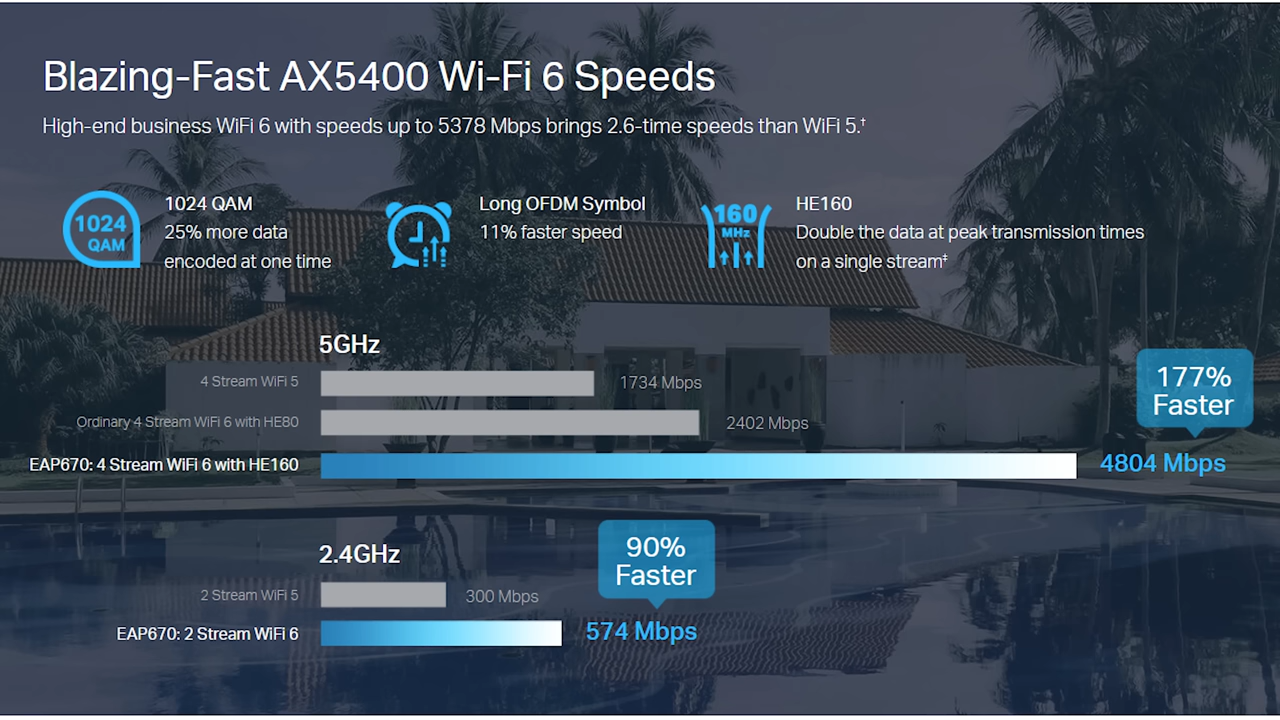 Blazing-Fast AX5400 Wi-Fi 6 Speeds
High-end business WiFi 6 with speeds up to 5378 Mbps brings 2.6-time speeds than WiFi 5.†
1024
QAM
1024 QAM
25% more data
encoded at one time
Long OFDM Symbol
11% faster speed
160
MHz
HE160
Double the data at peak transmission times
on a single stream‡
5GHz
4 Stream WiFi 5
1734 Mbps
Ordinary 4 Stream WiFi 6 with HE80
2402 Mbps
177%
Faster
EAP670: 4 Stream WiFi 6 with HE160
4804 Mbps
2.4GHz
2 Stream WiFi 5
300 Mbps
90%
Faster
EAP670: 2 Stream WiFi 6
574 Mbps